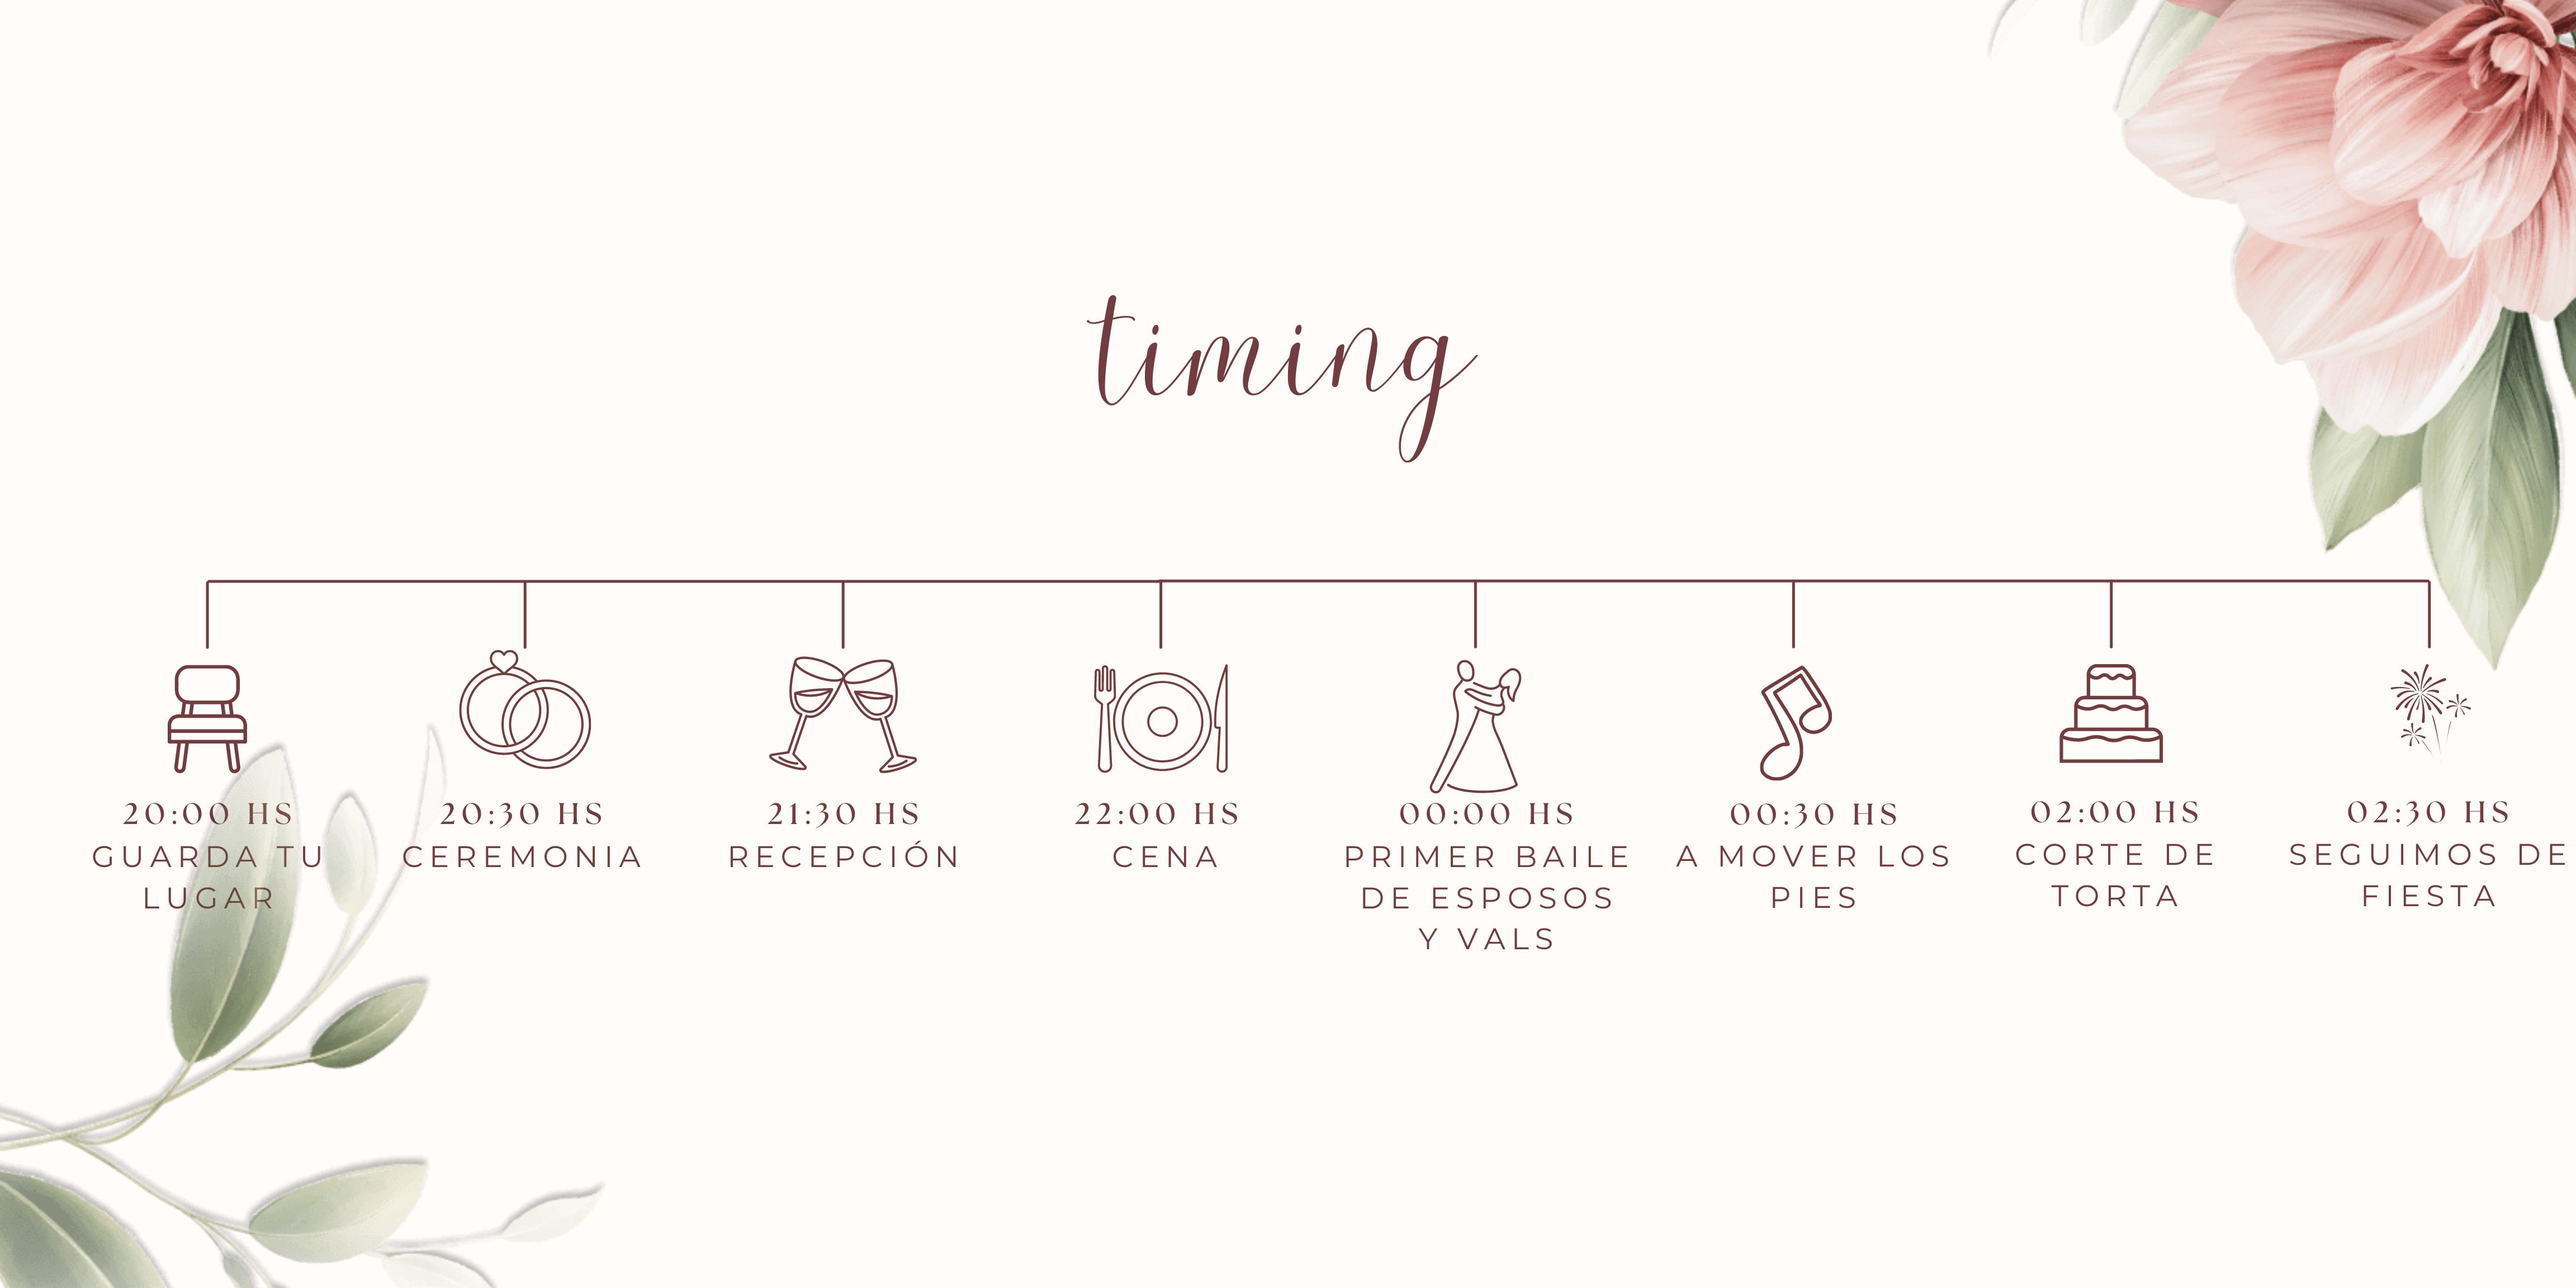 timing
20:00 HS
GUARDA TU
LUGAR
20:30 HS
CEREMONIA
21:30 HS
RECEPCIÓN
22:00 HS
CENA
00:00 HS
PRIMER BAILE
DE ESPOSOS
Y VALS
00:30 HS
A MOVER LOS
PIES
02:00 HS
CORTE DE
TORTA
02:30 HS
SEGUIMOS DE
FIESTA